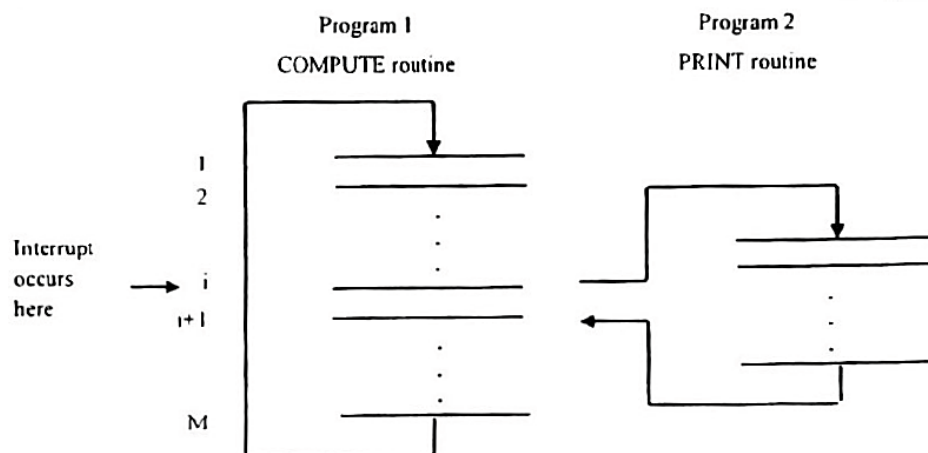 Program 1
COMPUTE routine
Program 2
PRINT routine
1
2
Interrupt
occurs
here
i
i+1
M